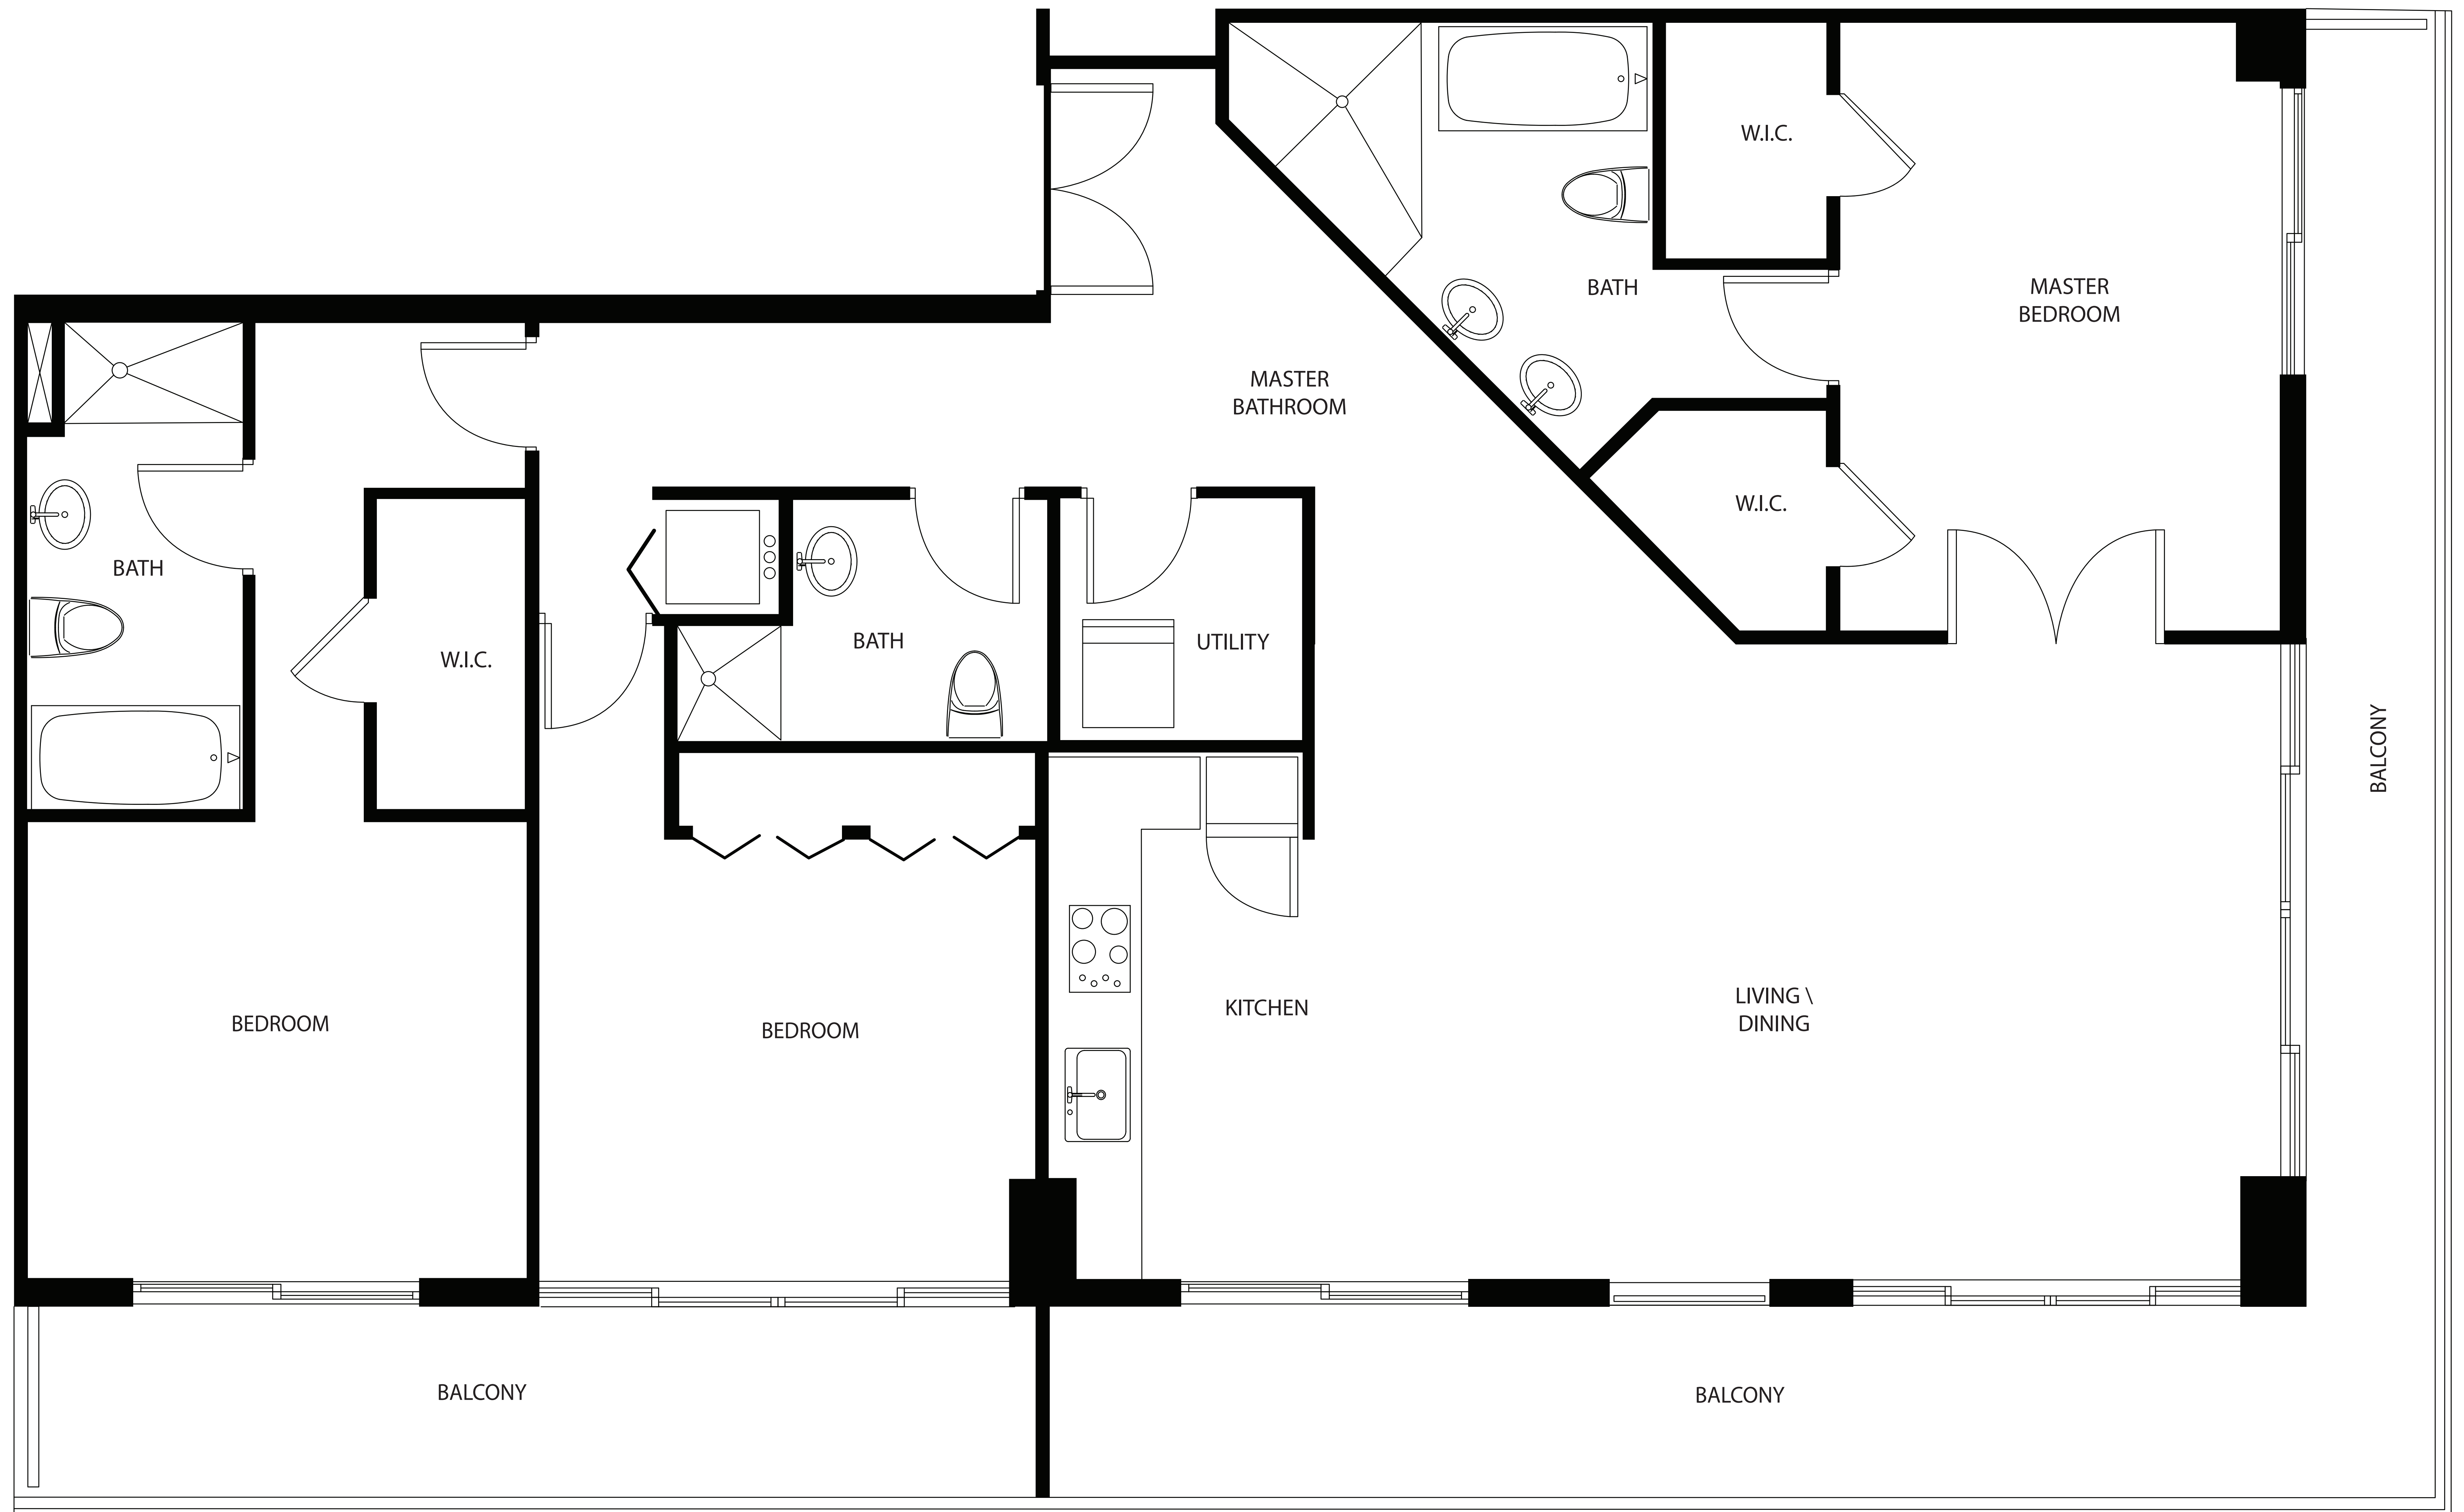 W.I.C.
BATH
MASTER
BEDROOM
MASTER
BATHROOM
W.I.C.
BATH
W.I.C.
BATH
UTILITY
BALCONY
BEDROOM
BEDROOM
KITCHEN
LIVING \
DINING
BALCONY
BALCONY